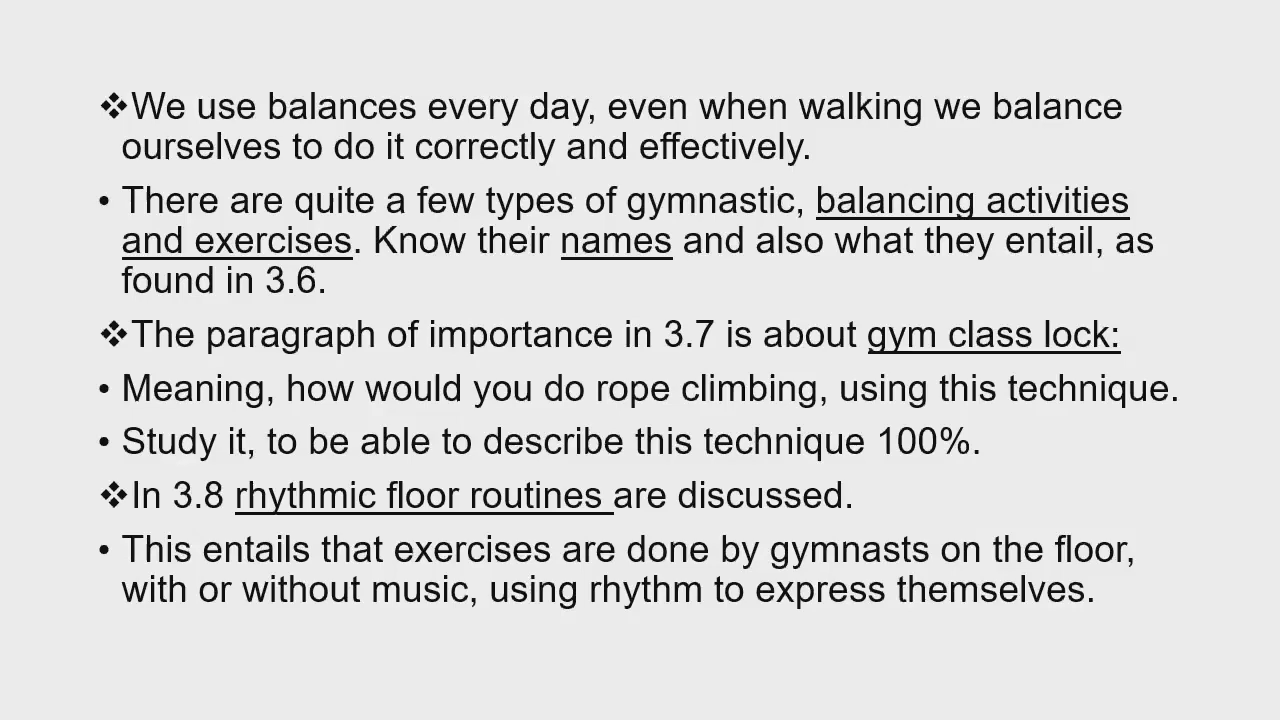 ❖We use balances every day, even when walking we balance
ourselves to do it correctly and effectively.
• There are quite a few types of gymnastic, balancing activities
and exercises. Know their names and also what they entail, as
found in 3.6.
❖The paragraph of importance in 3.7 is about gym class lock:
• Meaning, how would you do rope climbing, using this technique.
• Study it, to be able to describe this technique 100%.
❖In 3.8 rhythmic floor routines are discussed.
• This entails that exercises are done by gymnasts on the floor,
with or without music, using rhythm to express themselves.